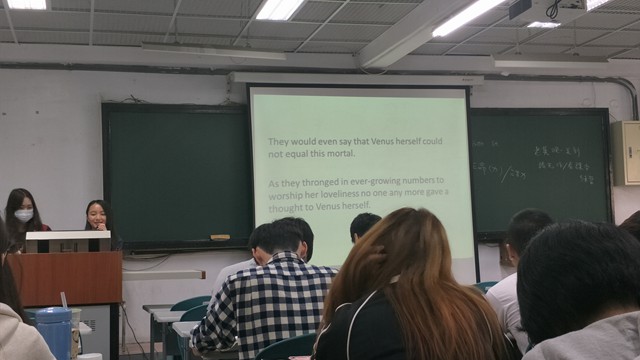 They would even say that Venus herself could
not equal this mortal.
As they thronged in ever-growing numbers to
worship her loveliness no one any more gave a
thought to Venus herself.